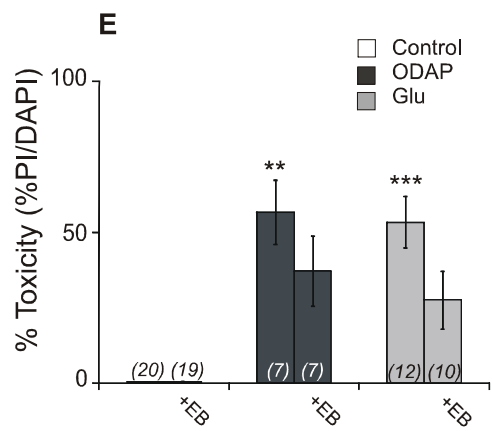 E
Control
ODAP
Glu
% Toxicity (%PI/DAPI)
100
50
0
**
***
(20) (19)
(7) (7)
(12) (10)
+EB
+EB
+EB